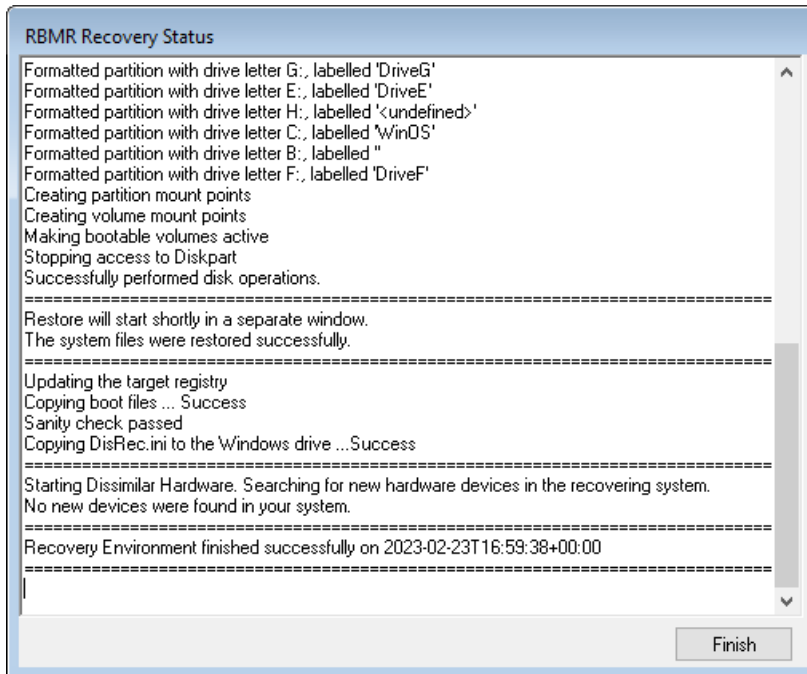 RBMR Recovery Status
Formatted partition with drive letter G:, labelled 'DriveG'
Formatted partition with drive letter E:, labelled 'DriveE'
Formatted partition with drive letter H:, labelled '<undefined>'
Formatted partition with drive letter C:, labelled 'WinOS'
Formatted partition with drive letter B:, labelled ''
Formatted partition with drive letter F:, labelled 'DriveF'
Creating partition mount points
Creating volume mount points
Making bootable volumes active
Stopping access to Diskpart
Successfully performed disk operations.
==========================================================================
Restore will start shortly in a separate window.
The system files were restored successfully.
==========================================================================
Updating the target registry
Copying boot files ... Success
Sanity check passed
Copying DisRec.ini to the Windows drive ...Success
==========================================================================
Starting Dissimilar Hardware. Searching for new hardware devices in the recovering system.
No new devices were found in your system.
==========================================================================
Recovery Environment finished successfully on 2023-02-23T16:59:38+00:00
==========================================================================
Finish